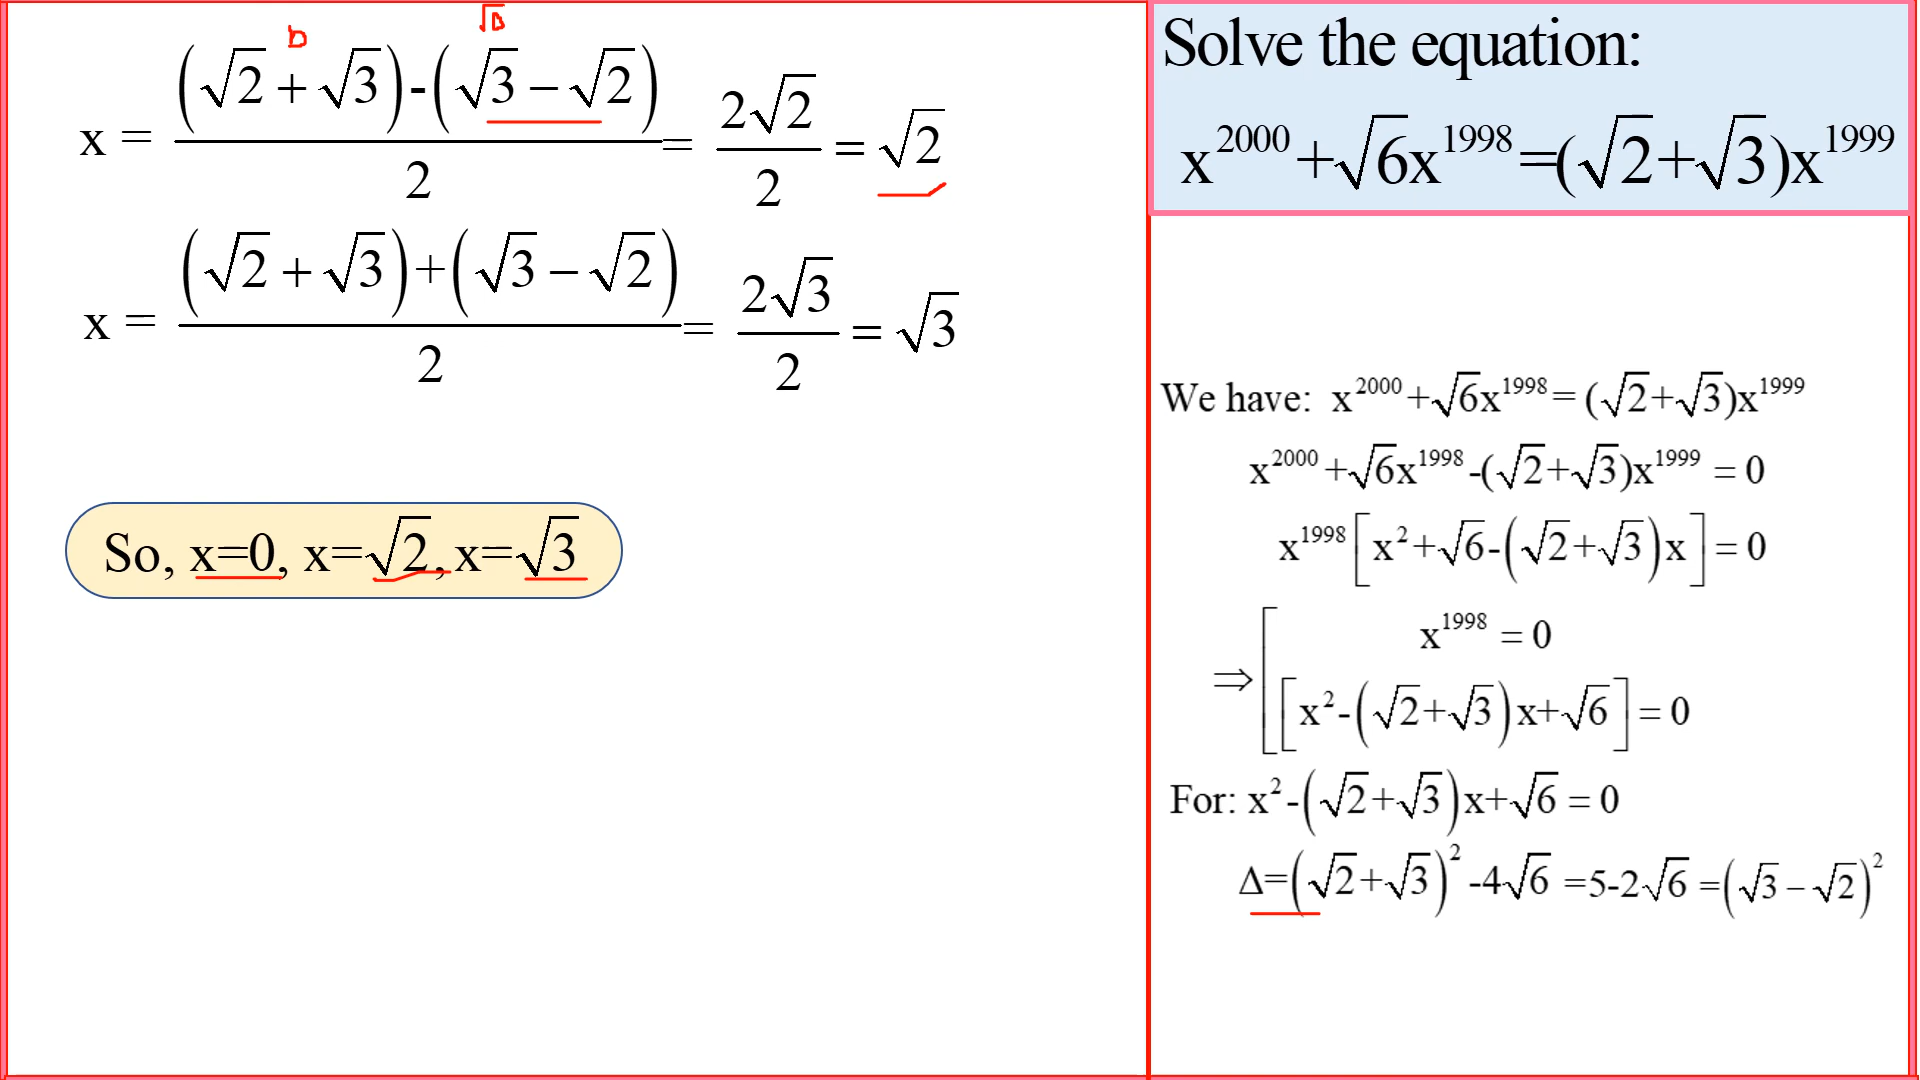 Solve the equation:
x^2000+√6x^1998=(√2+√3)x^1999
We have: x^2000+√6x^1998= (√2+√3)x^1999
x^2000+√6x^1998-(√2+√3)x^1999 = 0
x^1998[x^2+√6-(√2+√3)x] = 0
⇒[ x^1998 = 0
[x^2-(√2+√3)x+√6] = 0
For: x^2-(√2+√3)x+√6 = 0
Δ=(√2+√3)^2-4√6 =5-2√6 =(√3-√2)^2
x = ((√2+√3)-(√3-√2))/2 = 2√2/2 = √2
x = ((√2+√3)+(√3-√2))/2 = 2√3/2 = √3
So, x=0, x=√2, x=√3